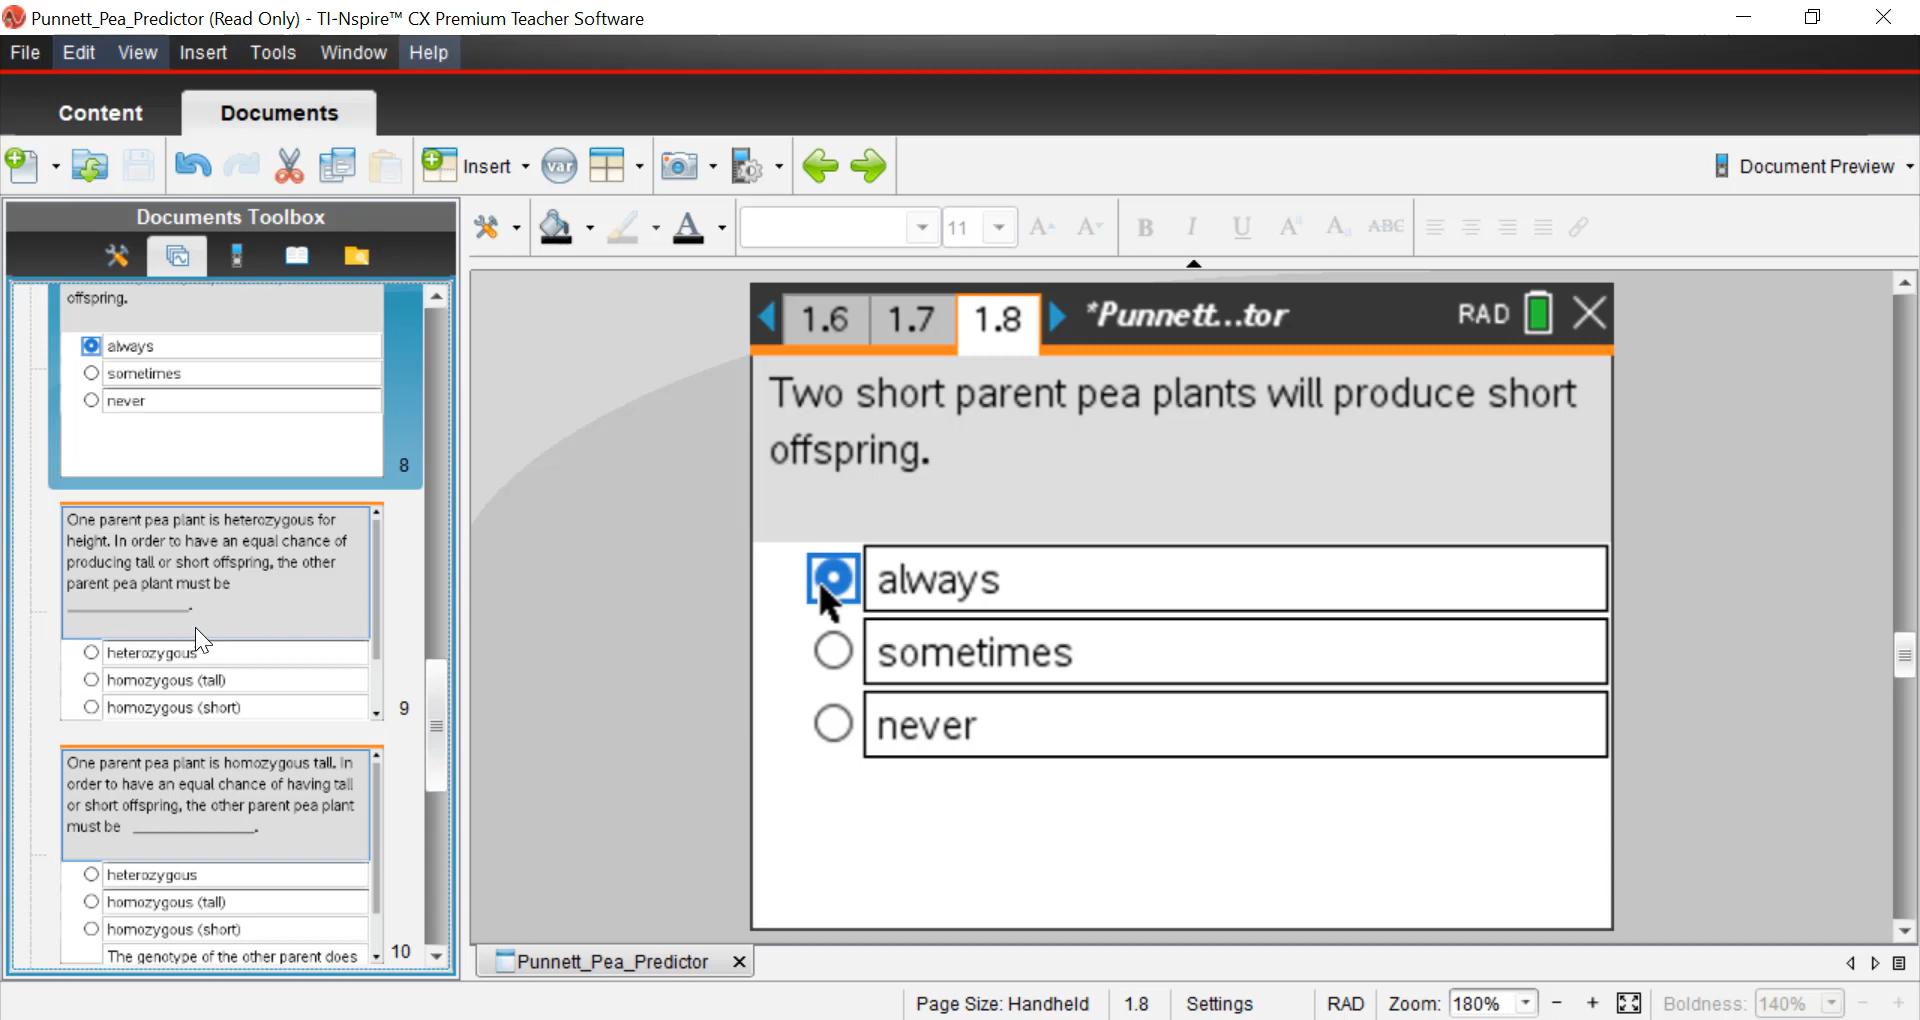 Punnett_Pea_Predictor (Read Only) - TI-Nspire™ CX Premium Teacher Software
File Edit View Insert Tools Window Help
Content Documents
Insert var Document Preview
Documents Toolbox
11 A A B I U A A ABC
offspring.
always
sometimes
never
8
One parent pea plant is heterozygous for
height. In order to have an equal chance of
producing tall or short offspring, the other
parent pea plant must be
____________.
heterozygous
homozygous (tall)
homozygous (short)
9
One parent pea plant is homozygous tall. In
order to have an equal chance of having tall
or short offspring, the other parent pea plant
must be ____________.
heterozygous
homozygous (tall)
homozygous (short)
The genotype of the other parent does
10
1.6 1.7 1.8 *Punnett...tor RAD
Two short parent pea plants will produce short
offspring.
always
sometimes
never
Punnett_Pea_Predictor
Page Size: Handheld 1.8 Settings RAD Zoom: 180% - + Boldness: 140% - +